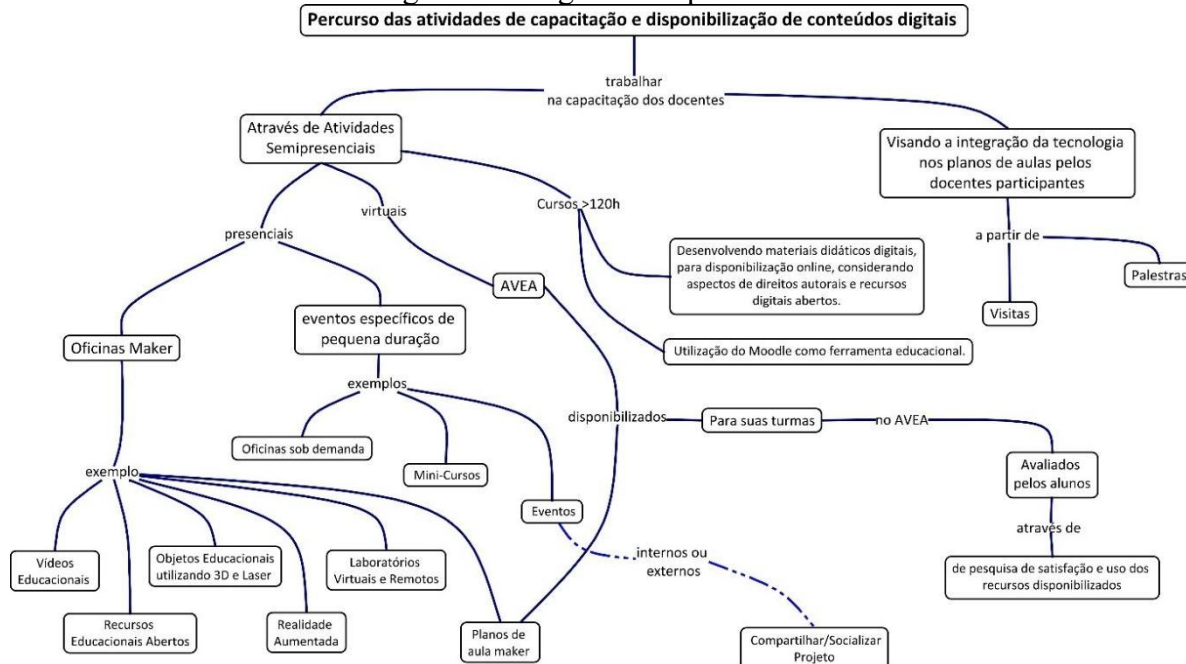 Percurso das atividades de capacitação e disponibilização de conteúdos digitais
trabalhar
na capacitação dos docentes
Através de Atividades
Semipresenciais
Visando a integração da tecnologia
nos planos de aulas pelos
docentes participantes
virtuais
Cursos >120h
presenciais
a partir de
Desenvolvendo materiais didáticos digitais,
para disponibilização online, considerando
aspectos de direitos autorais e recursos
digitais abertos.
Palestras
AVEA
Visitas
eventos específicos de
pequena duração
Oficinas Maker
Utilização do Moodle como ferramenta educacional.
exemplos
disponibilizados
Para suas turmas
no AVEA
Oficinas sob demanda
Mini-Cursos
exemplo
Avaliados
pelos alunos
Eventos
através de
Vídeos
Educacionais
Objetos Educacionais
utilizando 3D e Laser
Laboratórios
Virtuais e Remotos
internos ou
externos
de pesquisa de satisfação e uso dos
recursos disponibilizados
Recursos
Educacionais Abertos
Realidade
Aumentada
Planos de
aula maker
Compartilhar/Socializar
Projeto